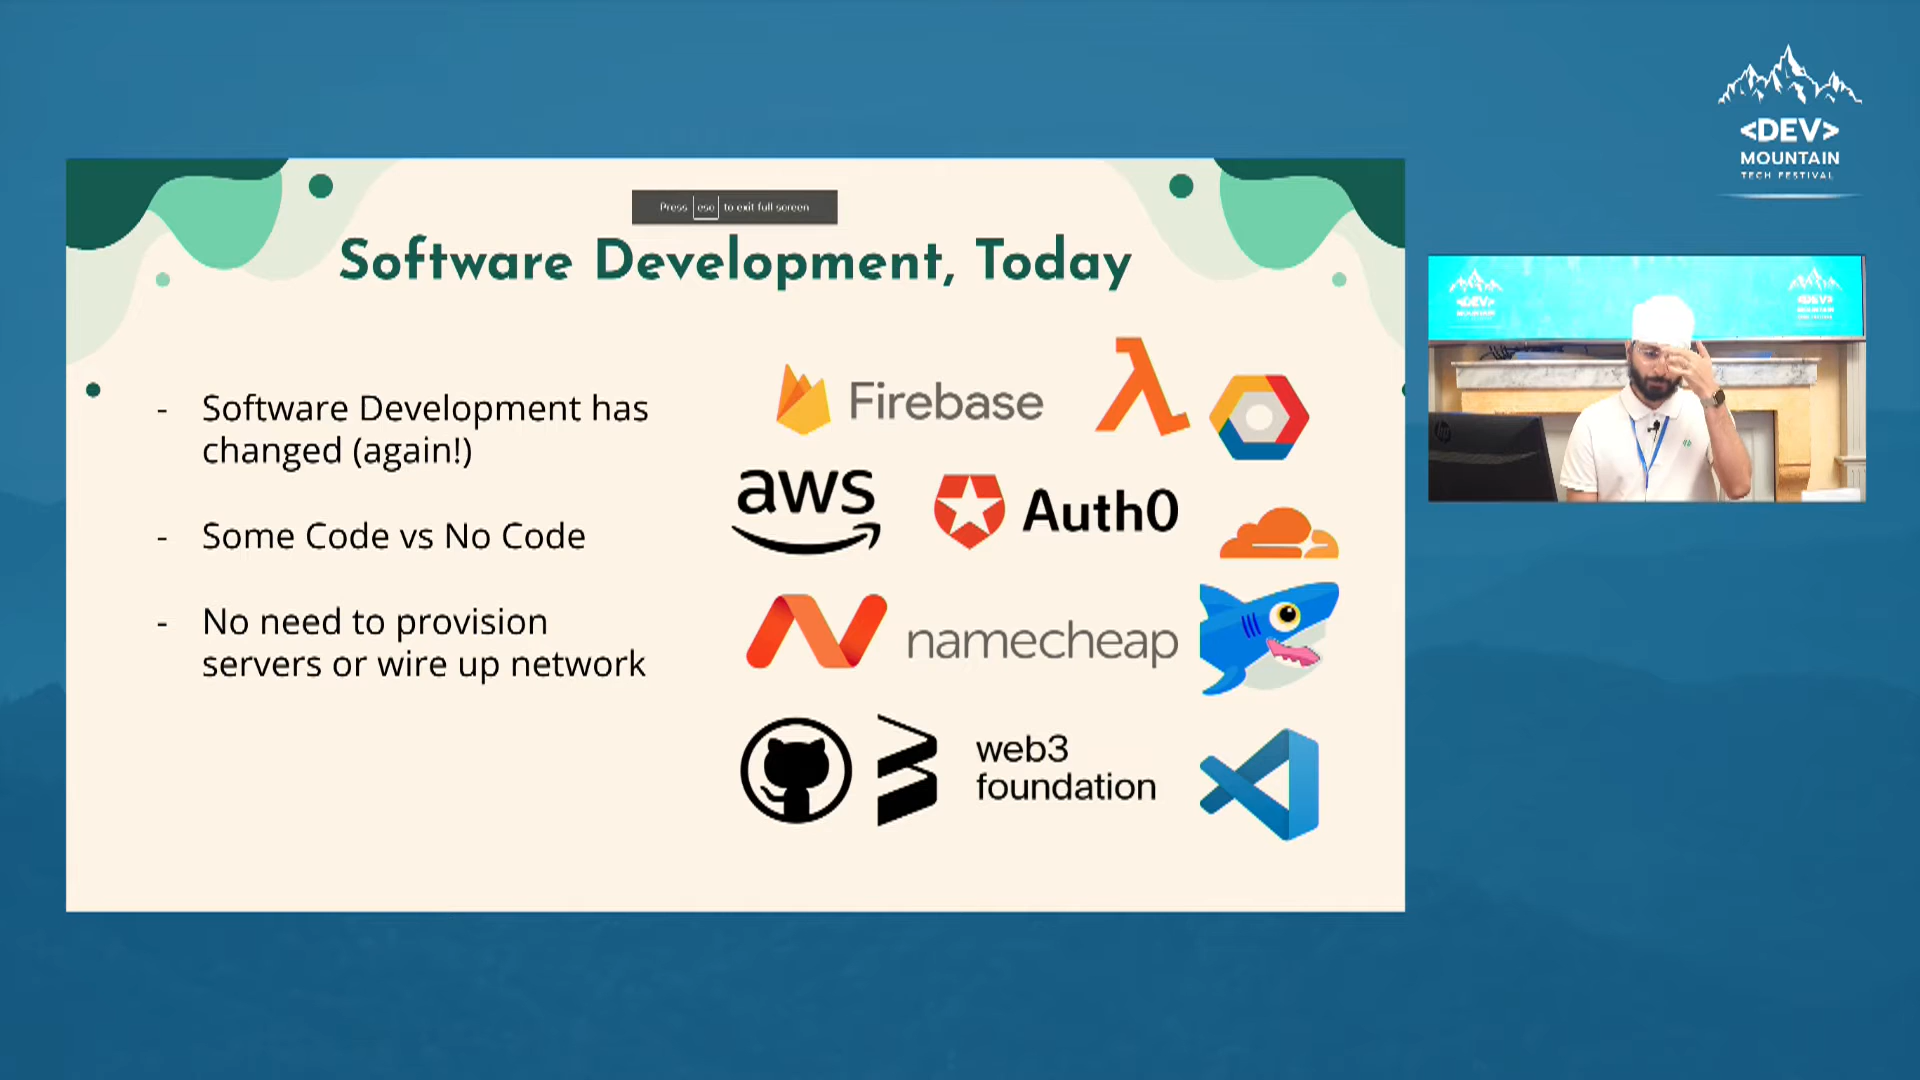 <DEV>
MOUNTAIN
TECH FESTIVAL
Press esc to exit full screen
Software Development, Today
- Software Development has
changed (again!)
- Some Code vs No Code
- No need to provision
servers or wire up network
Firebase
aws
Auth0
namecheap
web3
foundation
<DEV>
<DEV>